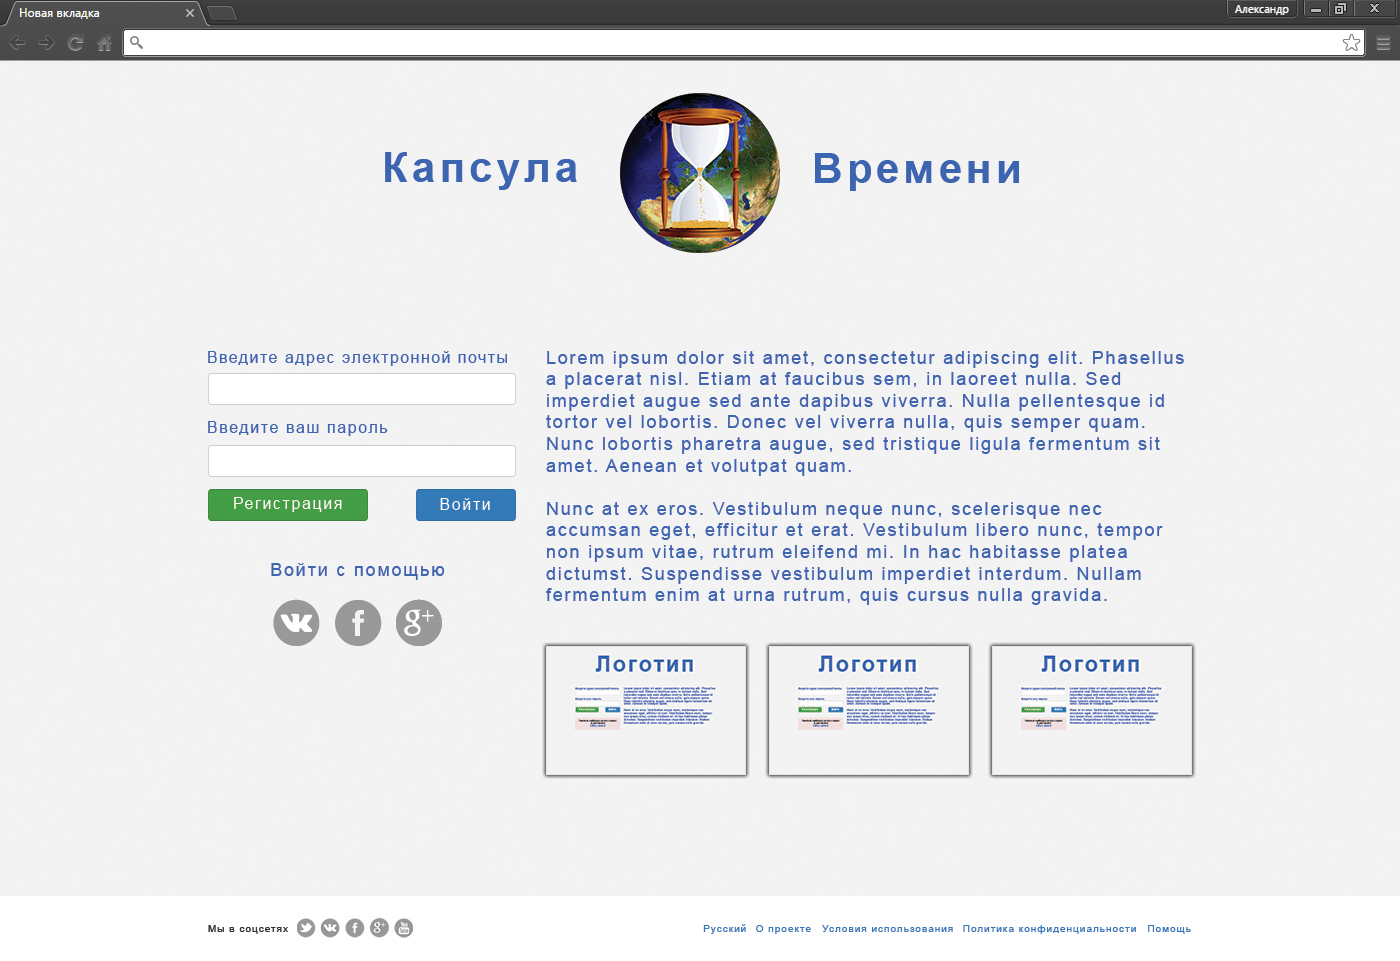 Новая вкладка
Александр
Капсула
Времени
Введите адрес электронной почты
Введите ваш пароль
Регистрация
Войти
Войти с помощью
Lorem ipsum dolor sit amet, consectetur adipiscing elit. Phasellus
a placerat nisl. Etiam at faucibus sem, in laoreet nulla. Sed
imperdiet augue sed ante dapibus viverra. Nulla pellentesque id
tortor vel lobortis. Donec vel viverra nulla, quis semper quam.
Nunc lobortis pharetra augue, sed tristique ligula fermentum sit
amet. Aenean et volutpat quam.
Nunc at ex eros. Vestibulum neque nunc, scelerisque nec
accumsan eget, efficitur et erat. Vestibulum libero nunc, tempor
non ipsum vitae, rutrum eleifend mi. In hac habitasse platea
dictumst. Suspendisse vestibulum imperdiet interdum. Nullam
fermentum enim at urna rutrum, quis cursus nulla gravida.
Логотип
Логотип
Логотип
Мы в соцсетях
Русский О проекте Условия использования Политика конфиденциальности Помощь